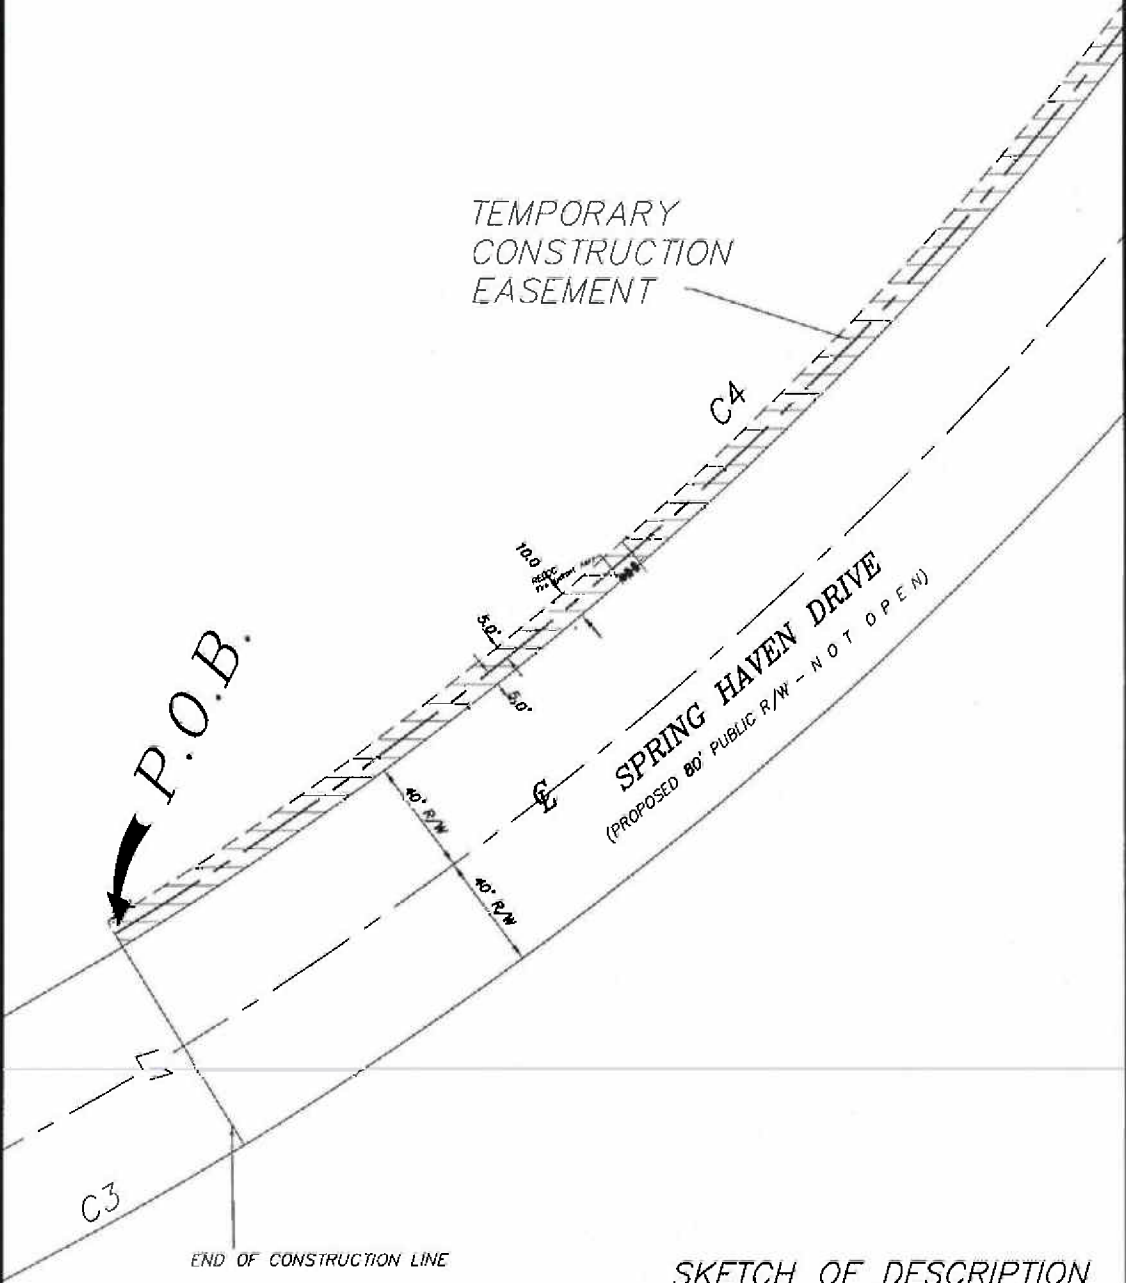 TEMPORARY
CONSTRUCTION
EASEMENT
C4
10.0
5.0'
5.0'
P.O.B.
SPRING HAVEN DRIVE
(PROPOSED 80' PUBLIC R/W - NOT OPEN)
40' R/W
40' R/W
L7
C3
END OF CONSTRUCTION LINE
SKETCH OF DESCRIPTION